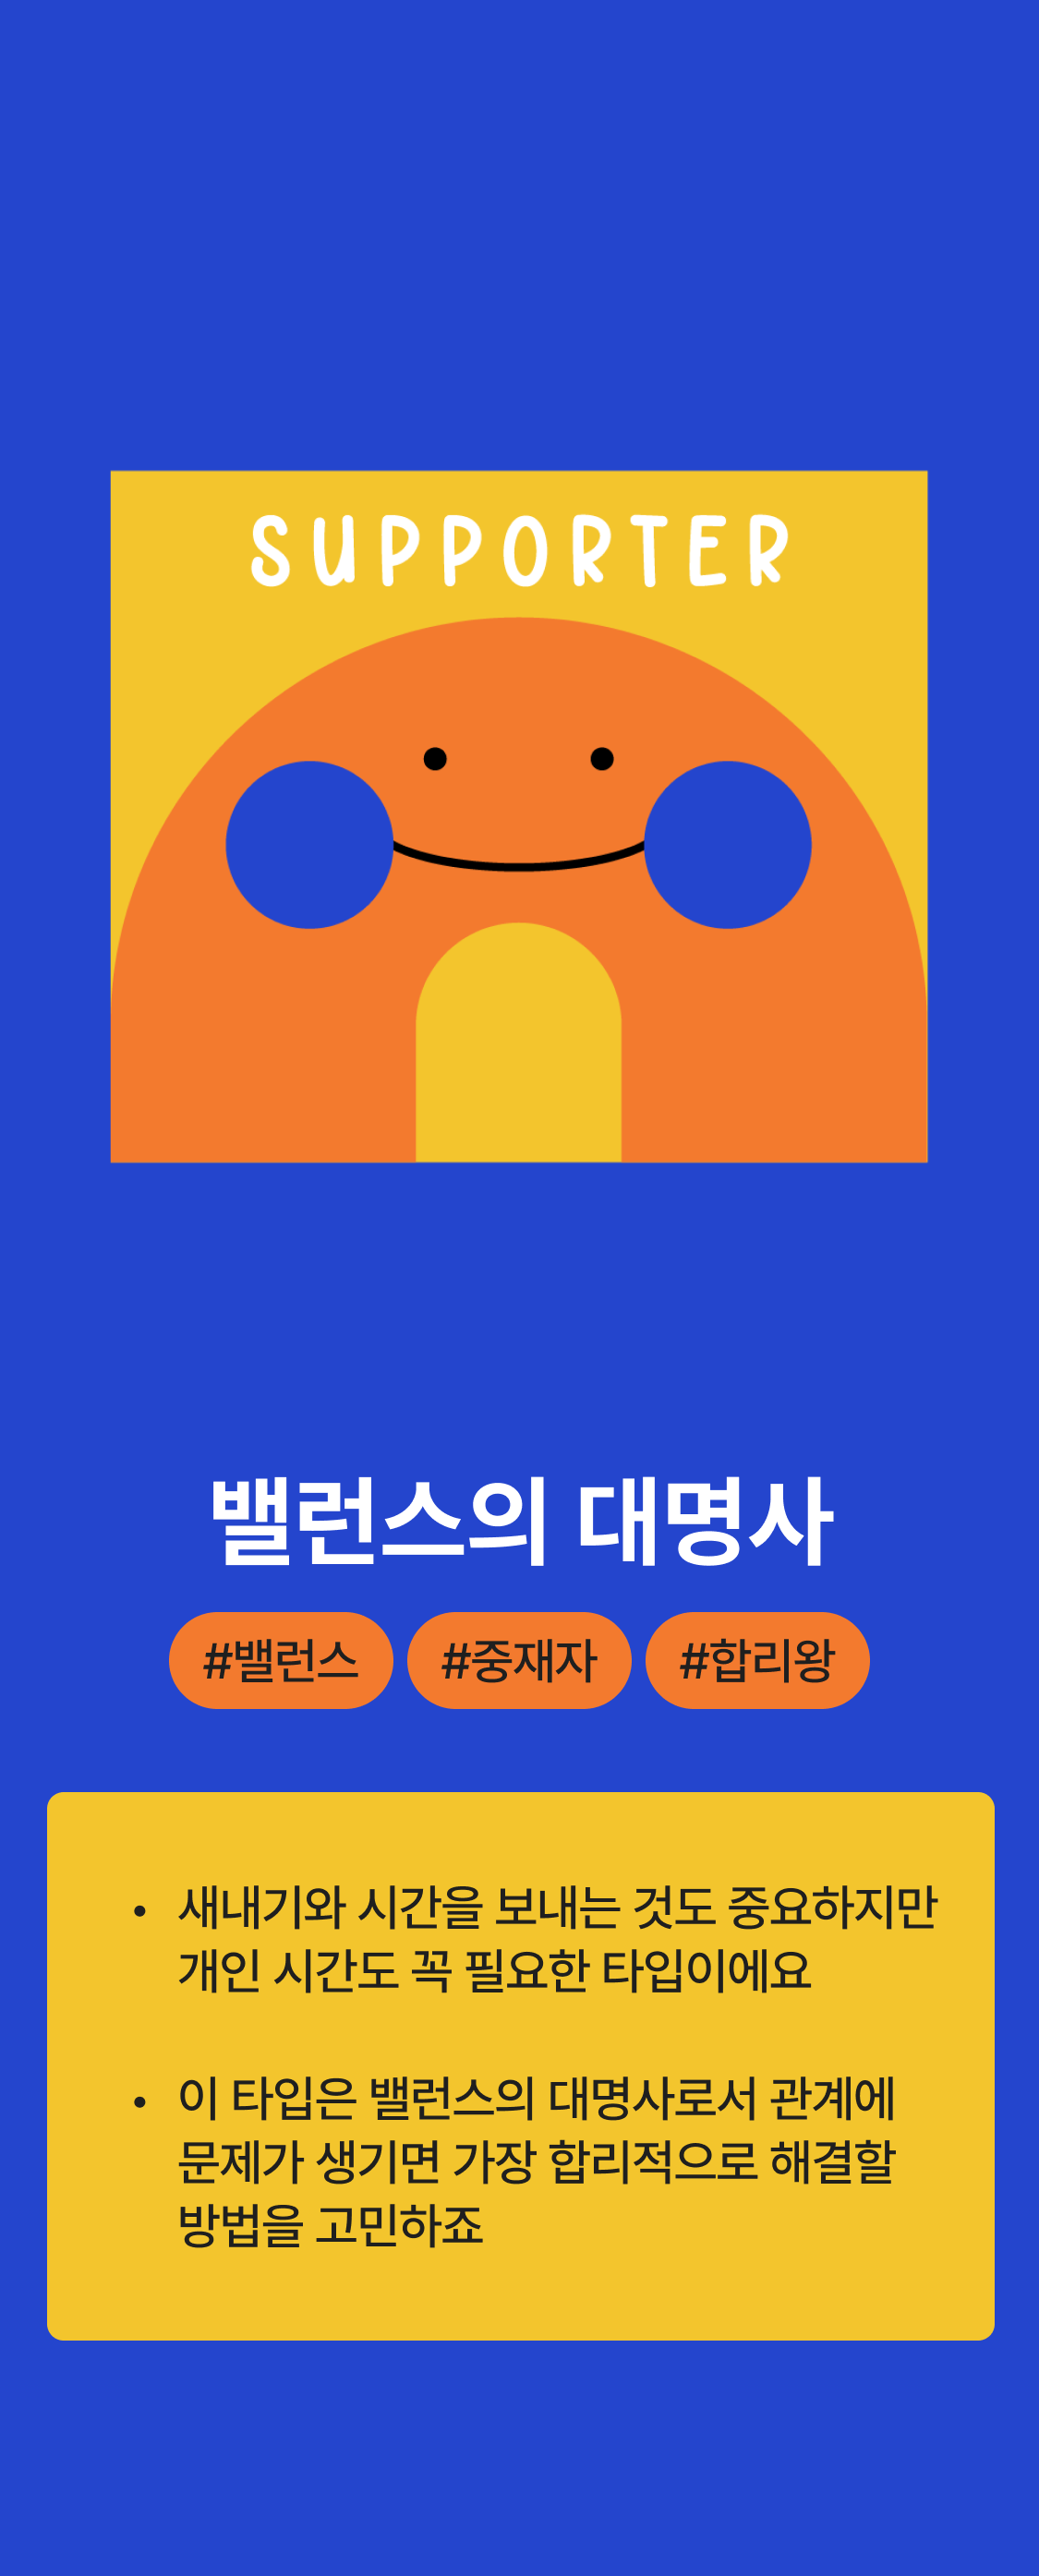 SUPPORTER
밸런스의 대명사
#밸런스 #중재자 #합리왕
• 새내기와 시간을 보내는 것도 중요하지만
개인 시간도 꼭 필요한 타입이에요
• 이 타입은 밸런스의 대명사로서 관계에
문제가 생기면 가장 합리적으로 해결할
방법을 고민하죠